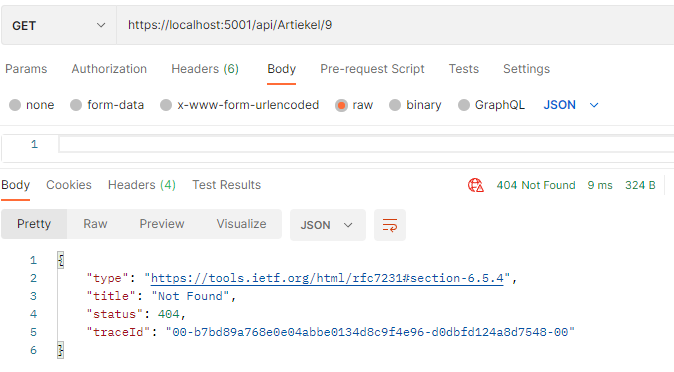 GET https://localhost:5001/api/Artiekel/9
Params Authorization Headers (6) Body Pre-request Script Tests Settings
none form-data x-www-form-urlencoded raw binary GraphQL JSON
1
Body Cookies Headers (4) Test Results 404 Not Found 9 ms 324 B
Pretty Raw Preview Visualize JSON
1 {
2 "type": "https://tools.ietf.org/html/rfc7231#section-6.5.4",
3 "title": "Not Found",
4 "status": 404,
5 "traceId": "00-b7bd89a768e0e04abbe0134d8c9f4e96-d0dbfd124a8d7548-00"
6 }